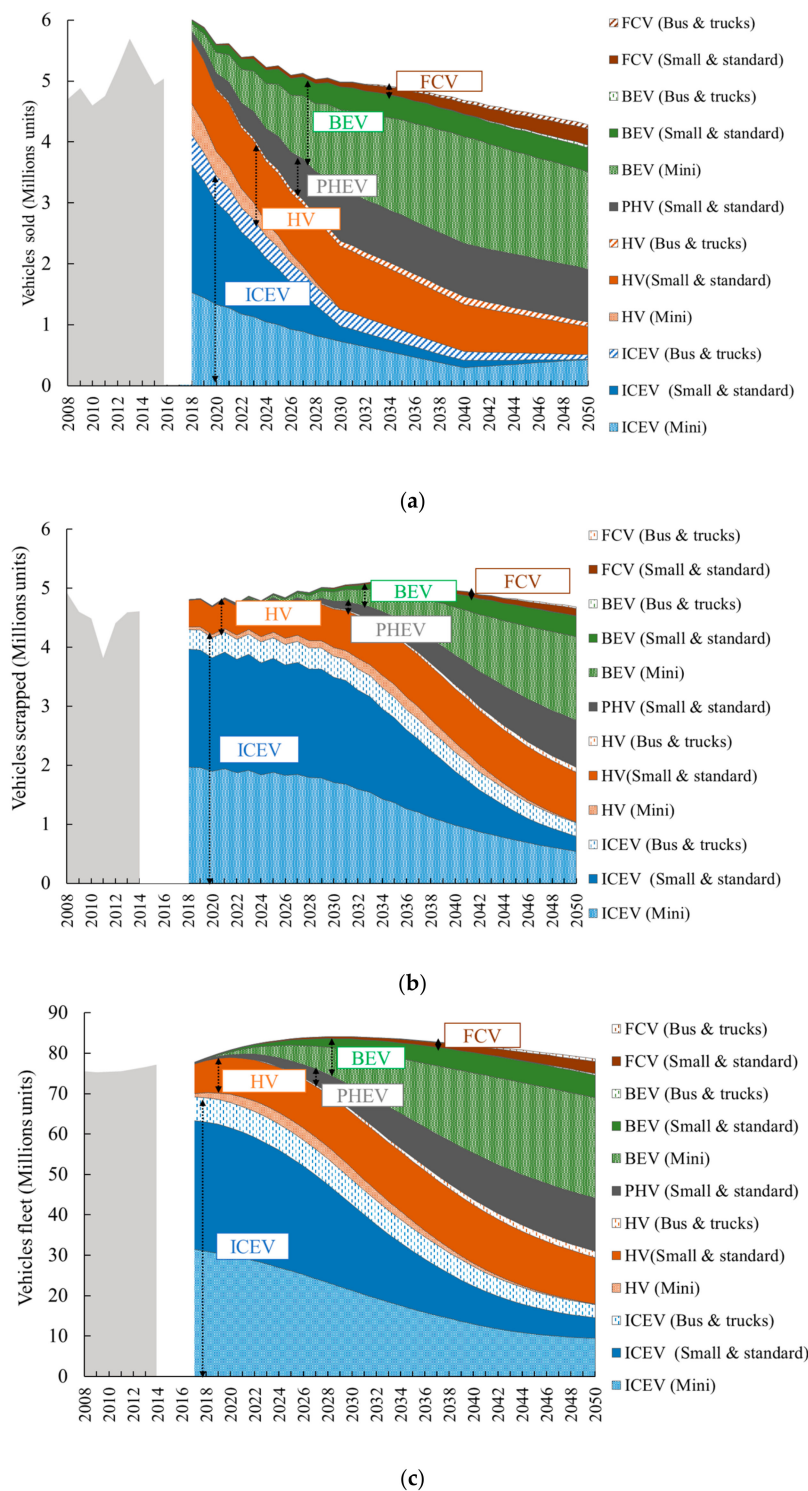 Vehicles sold (Millions units)
6
5
4
3
2
1
0
2008
2010
2012
2014
2016
2018
2020
2022
2024
2026
2028
2030
2032
2034
2036
2038
2040
2042
2044
2046
2048
2050
FCV
BEV
PHEV
HV
ICEV
FCV (Bus & trucks)
FCV (Small & standard)
BEV (Bus & trucks)
BEV (Small & standard)
BEV (Mini)
PHV (Small & standard)
HV (Bus & trucks)
HV(Small & standard)
HV (Mini)
ICEV (Bus & trucks)
ICEV (Small & standard)
ICEV (Mini)
(a)
Vehicles scrapped (Millions units)
6
5
4
3
2
1
0
2008
2010
2012
2014
2016
2018
2020
2022
2024
2026
2028
2030
2032
2034
2036
2038
2040
2042
2044
2046
2048
2050
FCV
BEV
HV
PHEV
ICEV
FCV (Bus & trucks)
FCV (Small & standard)
BEV (Bus & trucks)
BEV (Small & standard)
BEV (Mini)
PHV (Small & standard)
HV (Bus & trucks)
HV(Small & standard)
HV (Mini)
ICEV (Bus & trucks)
ICEV (Small & standard)
ICEV (Mini)
(b)
Vehicles fleet (Millions units)
90
80
70
60
50
40
30
20
10
0
2008
2010
2012
2014
2016
2018
2020
2022
2024
2026
2028
2030
2032
2034
2036
2038
2040
2042
2044
2046
2048
2050
FCV
BEV
HV
PHEV
ICEV
FCV (Bus & trucks)
FCV (Small & standard)
BEV (Bus & trucks)
BEV (Small & standard)
BEV (Mini)
PHV (Small & standard)
HV (Bus & trucks)
HV(Small & standard)
HV (Mini)
ICEV (Bus & trucks)
ICEV (Small & standard)
ICEV (Mini)
(c)